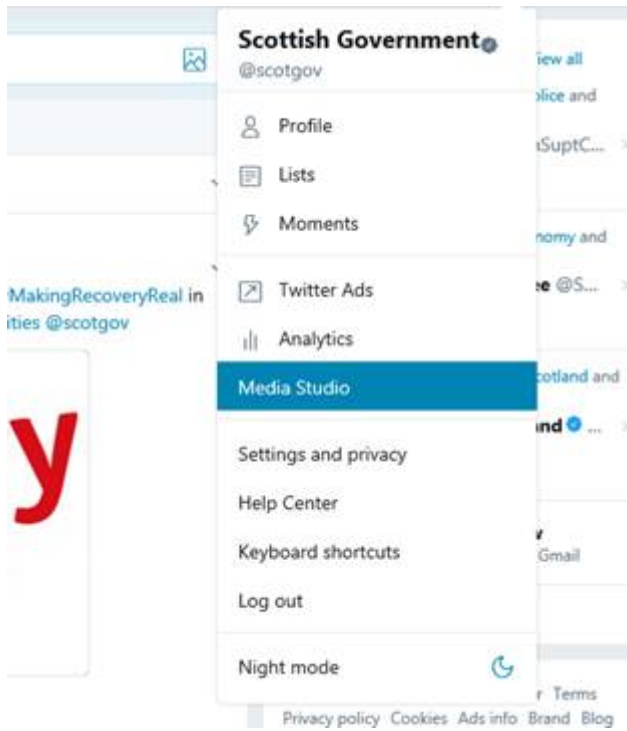 Scottish Government
@scotgov
Profile
Lists
Moments
Twitter Ads
Analytics
Media Studio
Settings and privacy
Help Center
Keyboard shortcuts
Log out
Night mode
MakingRecoveryReal in
ities @scotgov
y
iew all
olice and
SuptC...
nomy and
ee @S...
cotland and
nd ...
Gmail
Terms
Privacy policy Cookies Ads info Brand Blog